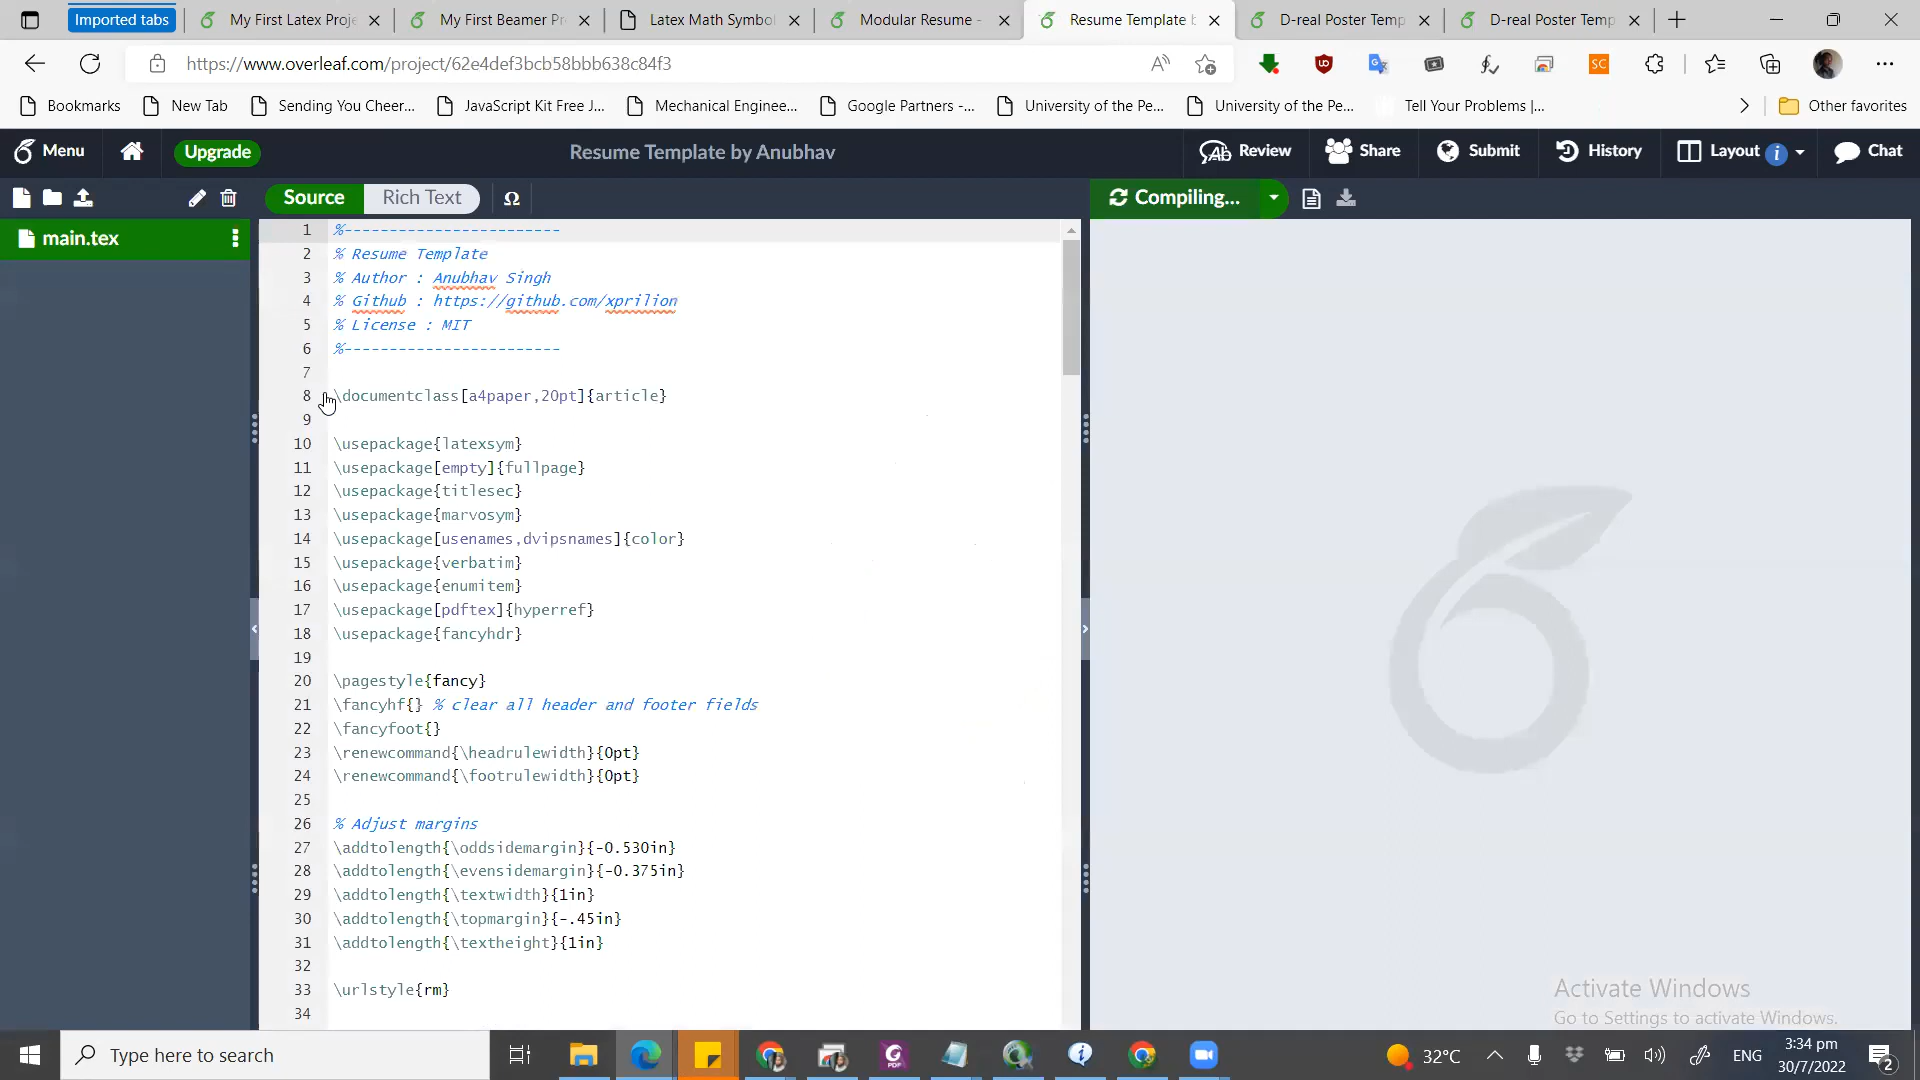 Imported tabs
My First Latex Proje
My First Beamer Pr
Latex Math Symbol
Modular Resume -
Resume Template b
D-real Poster Temp
D-real Poster Temp
https://www.overleaf.com/project/62e4def3bcb58bbb638c84f3
SC
Bookmarks
New Tab
Sending You Cheer...
JavaScript Kit Free J...
Mechanical Enginee...
Google Partners -...
University of the Pe...
University of the Pe...
Tell Your Problems |...
Other favorites
Menu
Upgrade
Resume Template by Anubhav
Review
Share
Submit
History
Layout
Chat
Source
Rich Text
Ω
Compiling...
main.tex
1 %------------------------
2 % Resume Template
3 % Author : Anubhav Singh
4 % Github : https://github.com/xprilion
5 % License : MIT
6 %------------------------
7
8 \documentclass[a4paper,20pt]{article}
9
10 \usepackage{latexsym}
11 \usepackage[empty]{fullpage}
12 \usepackage{titlesec}
13 \usepackage{marvosym}
14 \usepackage[usenames,dvipsnames]{color}
15 \usepackage{verbatim}
16 \usepackage{enumitem}
17 \usepackage[pdftex]{hyperref}
18 \usepackage{fancyhdr}
19
20 \pagestyle{fancy}
21 \fancyhf{} % clear all header and footer fields
22 \fancyfoot{}
23 \renewcommand{\headrulewidth}{0pt}
24 \renewcommand{\footrulewidth}{0pt}
25
26 % Adjust margins
27 \addtolength{\oddsidemargin}{-0.530in}
28 \addtolength{\evensidemargin}{-0.375in}
29 \addtolength{\textwidth}{1in}
30 \addtolength{\topmargin}{-.45in}
31 \addtolength{\textheight}{1in}
32
33 \urlstyle{rm}
34
Activate Windows
Go to Settings to activate Windows.
Type here to search
32°C
ENG
3:34 pm
30/7/2022
2